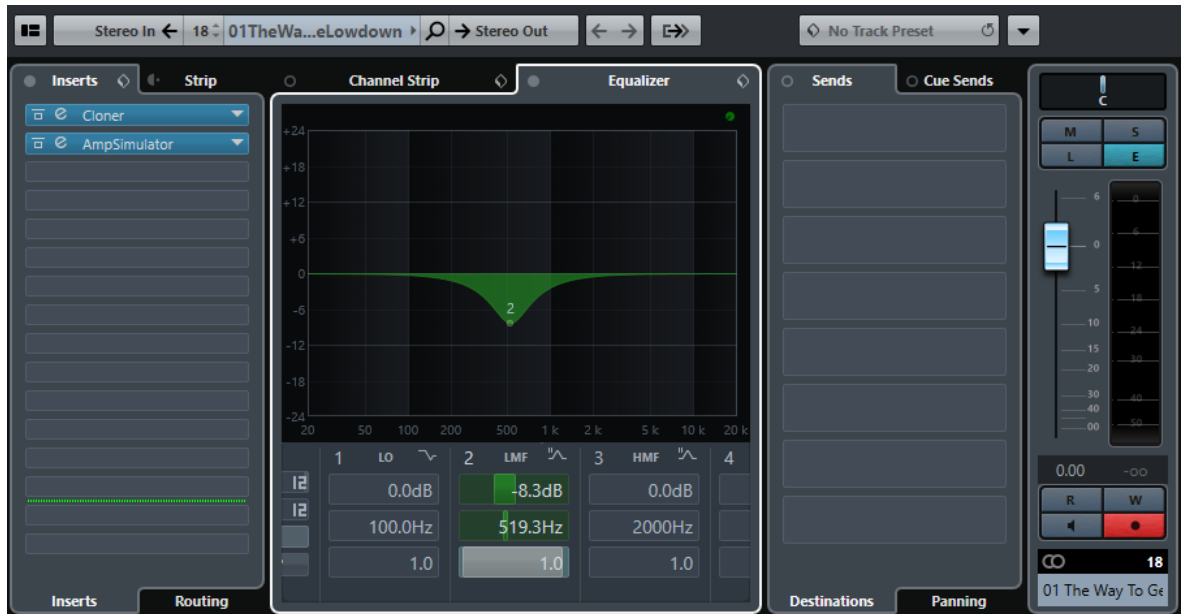 Stereo In 18 01TheWa...eLowdown Stereo Out No Track Preset
Inserts Strip Channel Strip Equalizer Sends Cue Sends
Cloner
AmpSimulator
C
M S
L E
+24
+18
+12
+6
0
-6
-12
-18
-24
2
20 50 100 200 500 1 k 2 k 5 k 10 k 20 k
1 LO 2 LMF 3 HMF 4
0.0dB -8.3dB 0.0dB
100.0Hz 519.3Hz 2000Hz
1.0 1.0 1.0
6 0
6
0
12
5
18
10
24
15
30
20
30
40
40
00
50
0.00 -oo
R W
18
01 The Way To Ge
Inserts Routing Destinations Panning